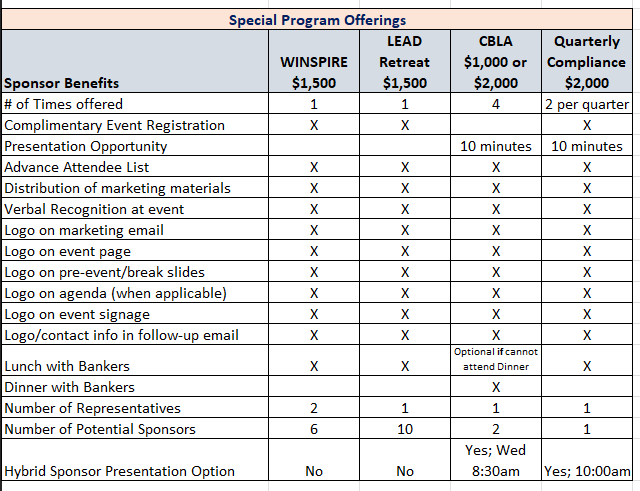 Special Program Offerings
Sponsor Benefits WINSPIRE $1,500 LEAD Retreat $1,500 CBLA $1,000 or $2,000 Quarterly Compliance $2,000
# of Times offered 1 1 4 2 per quarter
Complimentary Event Registration X X X
Presentation Opportunity 10 minutes 10 minutes
Advance Attendee List X X X X
Distribution of marketing materials X X X X
Verbal Recognition at event X X X X
Logo on marketing email X X X X
Logo on event page X X X X
Logo on pre-event/break slides X X X X
Logo on agenda (when applicable) X X X X
Logo on event signage X X X X
Logo/contact info in follow-up email X X X X
Lunch with Bankers X X Optional if cannot attend Dinner X
Dinner with Bankers X
Number of Representatives 2 1 1 1
Number of Potential Sponsors 6 10 2 1
Hybrid Sponsor Presentation Option No No Yes; Wed 8:30am Yes; 10:00am